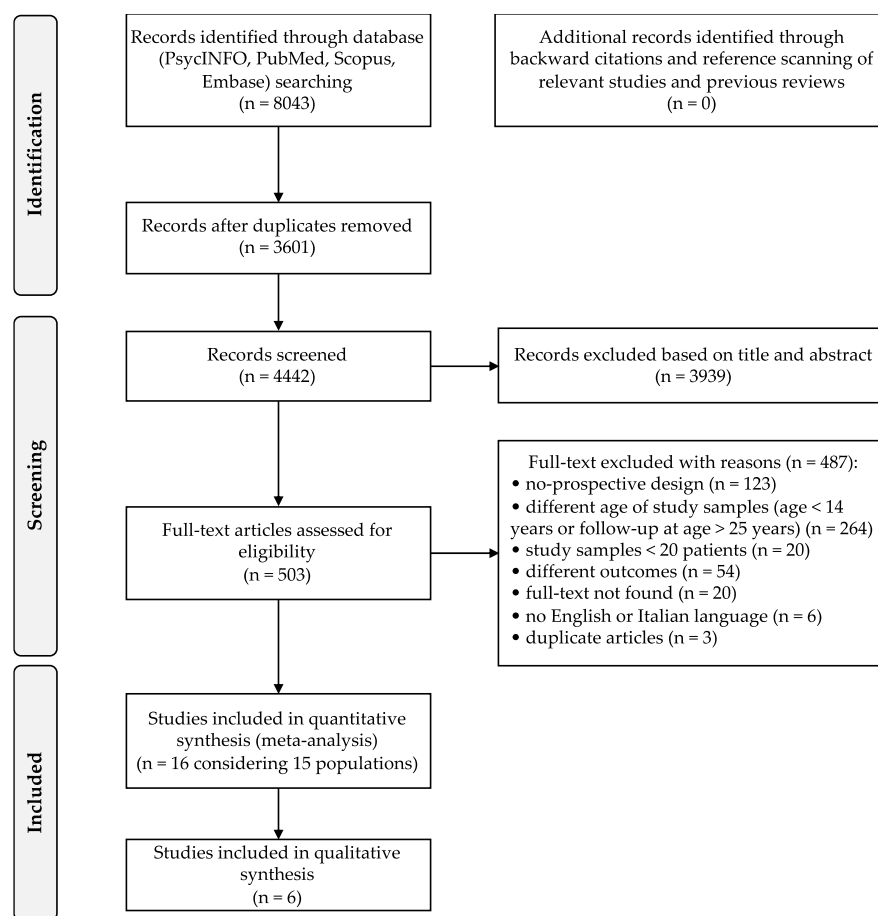 Identification
Records identified through database
(PsycINFO, PubMed, Scopus,
Embase) searching
(n = 8043)
Additional records identified through
backward citations and reference scanning of
relevant studies and previous reviews
(n = 0)
Records after duplicates removed
(n = 3601)
Screening
Records screened
(n = 4442)
Records excluded based on title and abstract
(n = 3939)
Full-text articles assessed for
eligibility
(n = 503)
Full-text excluded with reasons (n = 487):
• no-prospective design (n = 123)
• different age of study samples (age < 14
years or follow-up at age > 25 years) (n = 264)
• study samples < 20 patients (n = 20)
• different outcomes (n = 54)
• full-text not found (n = 20)
• no English or Italian language (n = 6)
• duplicate articles (n = 3)
Included
Studies included in quantitative
synthesis (meta-analysis)
(n = 16 considering 15 populations)
Studies included in qualitative
synthesis
(n = 6)